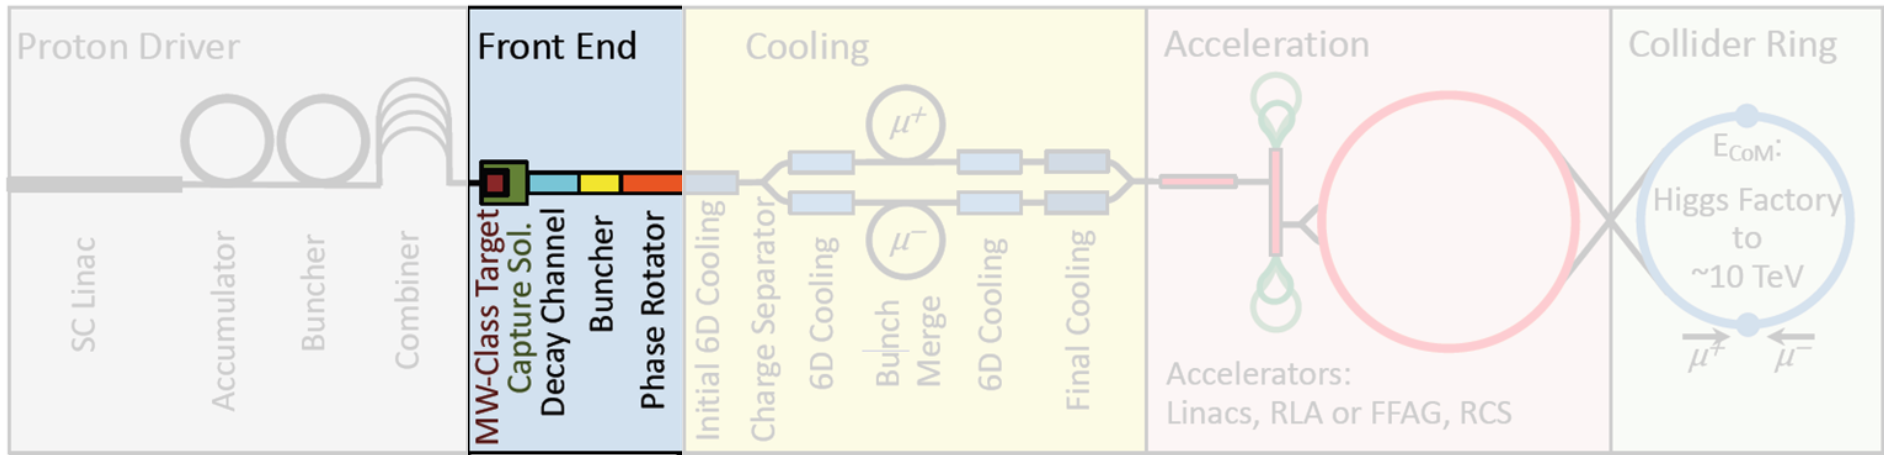 Proton Driver
SC Linac
Accumulator
Buncher
Combiner
Front End
MW-Class Target
Capture Sol.
Decay Channel
Buncher
Phase Rotator
Cooling
Initial 6D Cooling
Charge Separator
6D Cooling
μ+
μ−
Bunch
Merge
6D Cooling
Final Cooling
Acceleration
Accelerators:
Linacs, RLA or FFAG, RCS
Collider Ring
ECoM:
Higgs Factory
to
~10 TeV
μ+
μ−